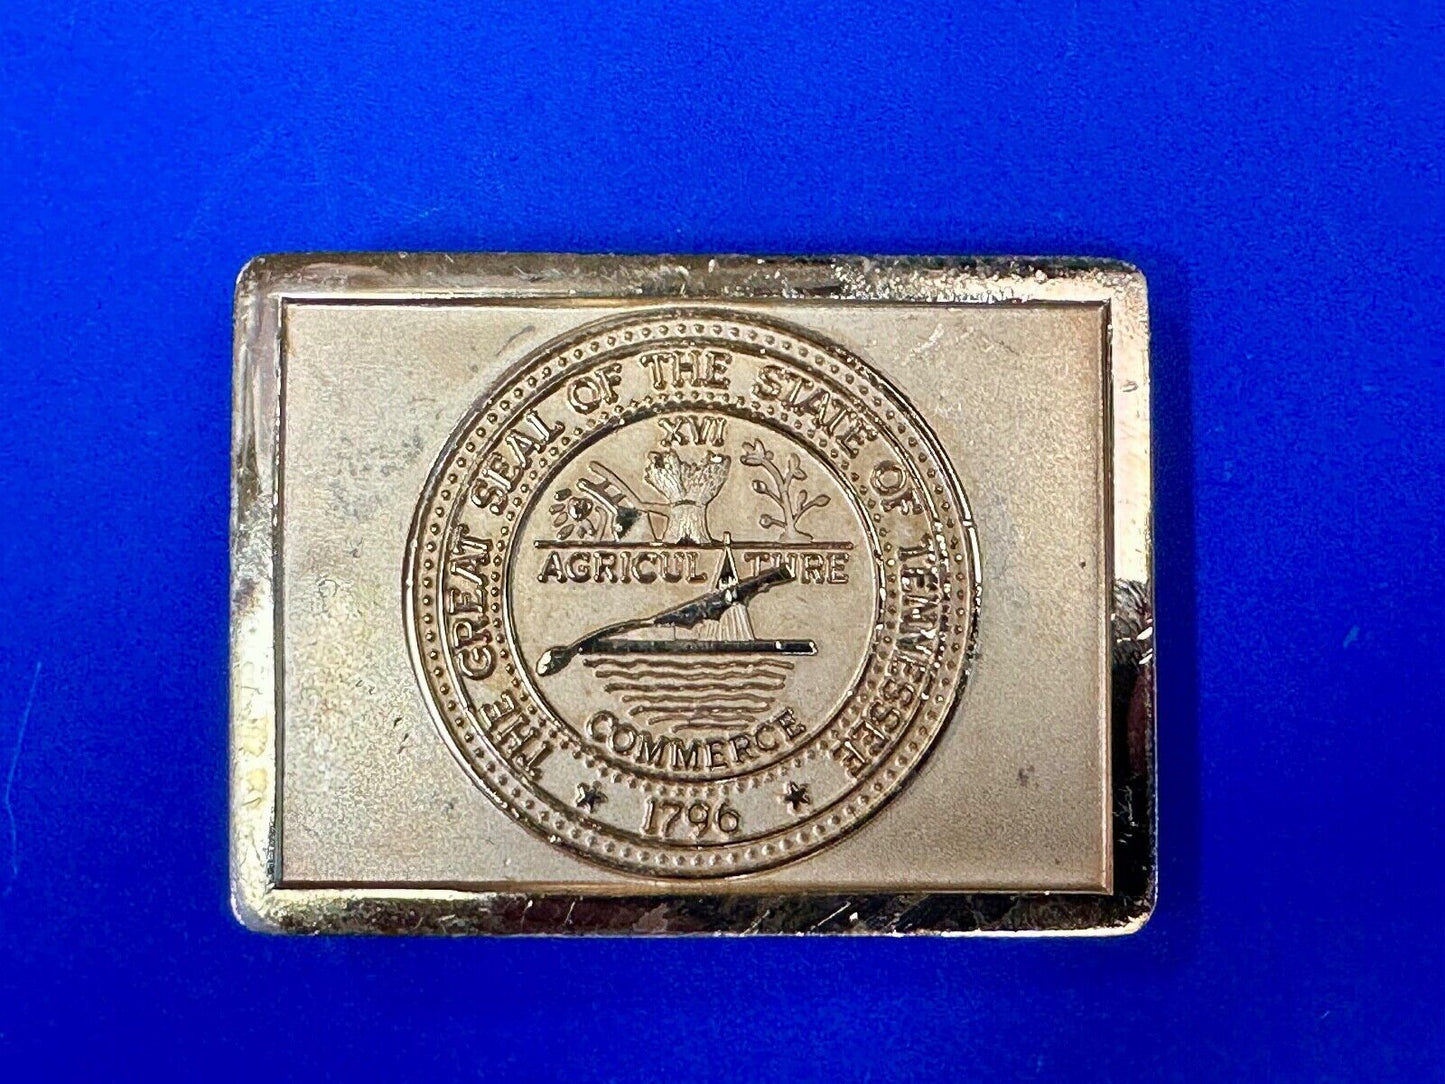 THE GREAT SEAL OF THE STATE OF TENNESSEE
XVI
AGRICULTURE
COMMERCE
1796